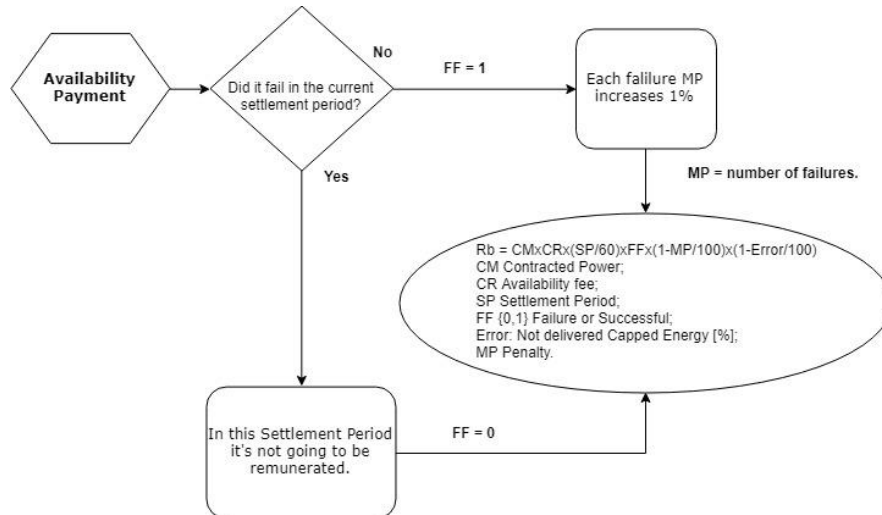 Availability
Payment
Did it fail in the current
settlement period?
No
FF = 1
Each falilure MP
increases 1%
Yes
MP = number of failures.
Rb = CMxCRx(SP/60)xFFx(1-MP/100)x(1-Error/100)
CM Contracted Power;
CR Availability fee;
SP Settlement Period;
FF {0,1} Failure or Successful;
Error: Not delivered Capped Energy [%];
MP Penalty.
In this Settlement Period
it's not going to be
remunerated.
FF = 0